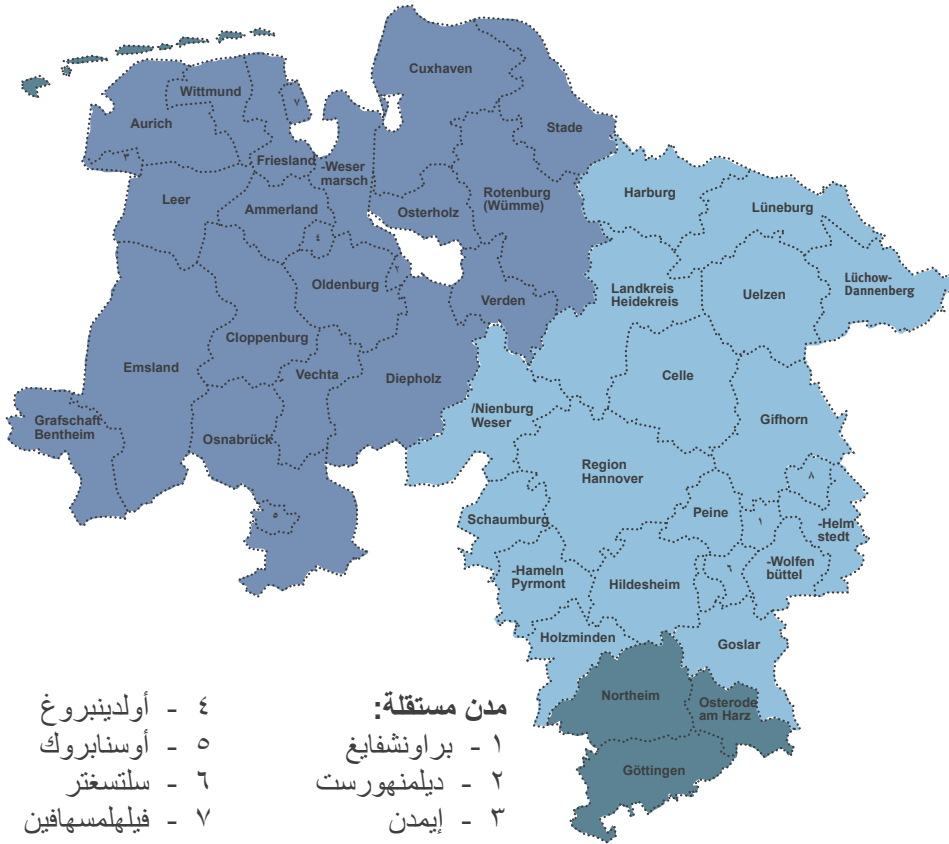 Cuxhaven
Wittmund
٧
Aurich
Stade
٣
Friesland
-Weser
marsch
Leer
Ammerland
Osterholz
Rotenburg
(Wümme)
Harburg
Lüneburg
٤
Oldenburg
Verden
Landkreis
Heidekreis
Uelzen
Lüchow-
Dannenberg
Cloppenburg
Emsland
Vechta
Diepholz
Celle
Grafschaft
Bentheim
Osnabrück
/Nienburg
Weser
Gifhorn
Region
Hannover
٨
٥
Schaumburg
Peine
١
-Helm
stedt
-Hameln
Pyrmont
Hildesheim
-Wolfen
büttel
Holzminden
Goslar
Northeim
Osterode
am Harz
Göttingen
مدن مستقلة:
١ - براونشفايغ
٢ - ديلمنهورست
٣ - إيمدن
٤ - أولدينبروغ
٥ - أوسنابروك
٦ - سلتسغتر
٧ - فيلهلمسهافين